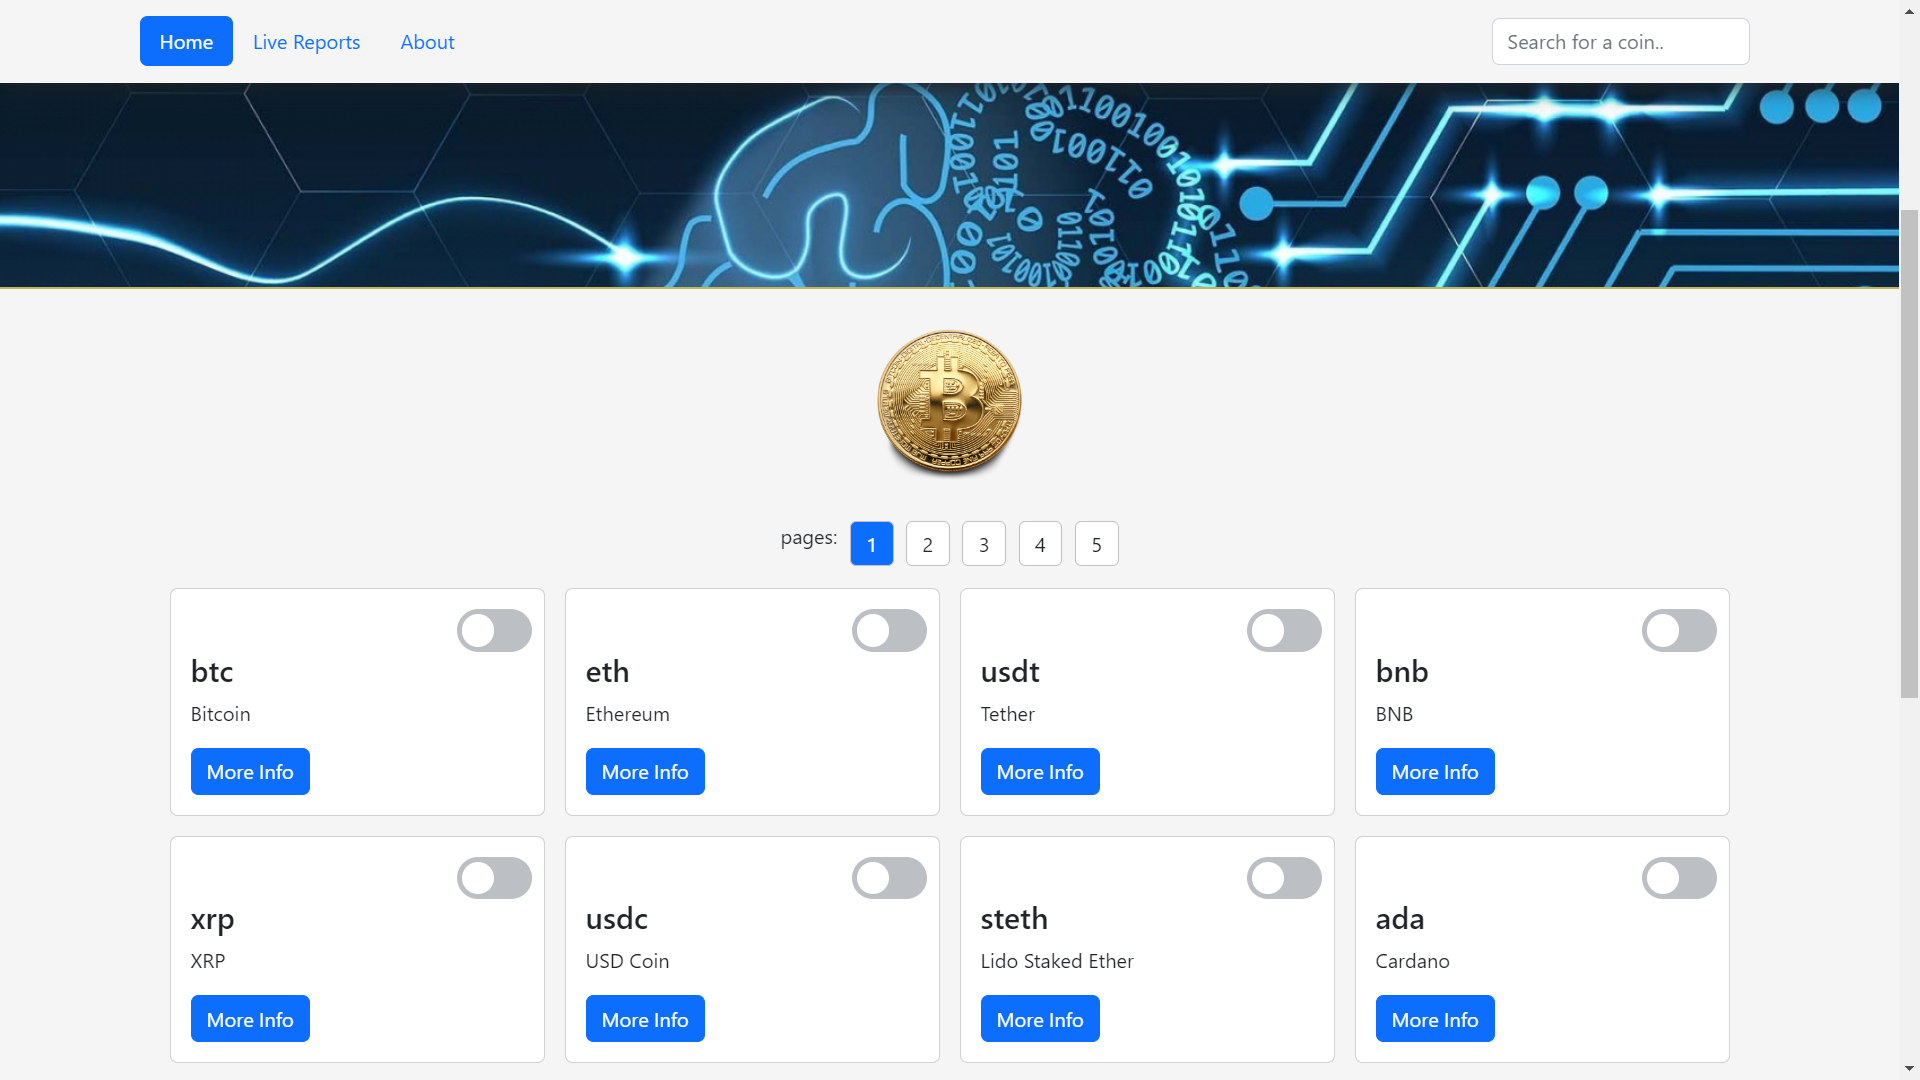 Home Live Reports About Search for a coin..
pages: 1 2 3 4 5
btc eth usdt bnb
Bitcoin Ethereum Tether BNB
More Info More Info More Info More Info
xrp usdc steth ada
XRP USD Coin Lido Staked Ether Cardano
More Info More Info More Info More Info